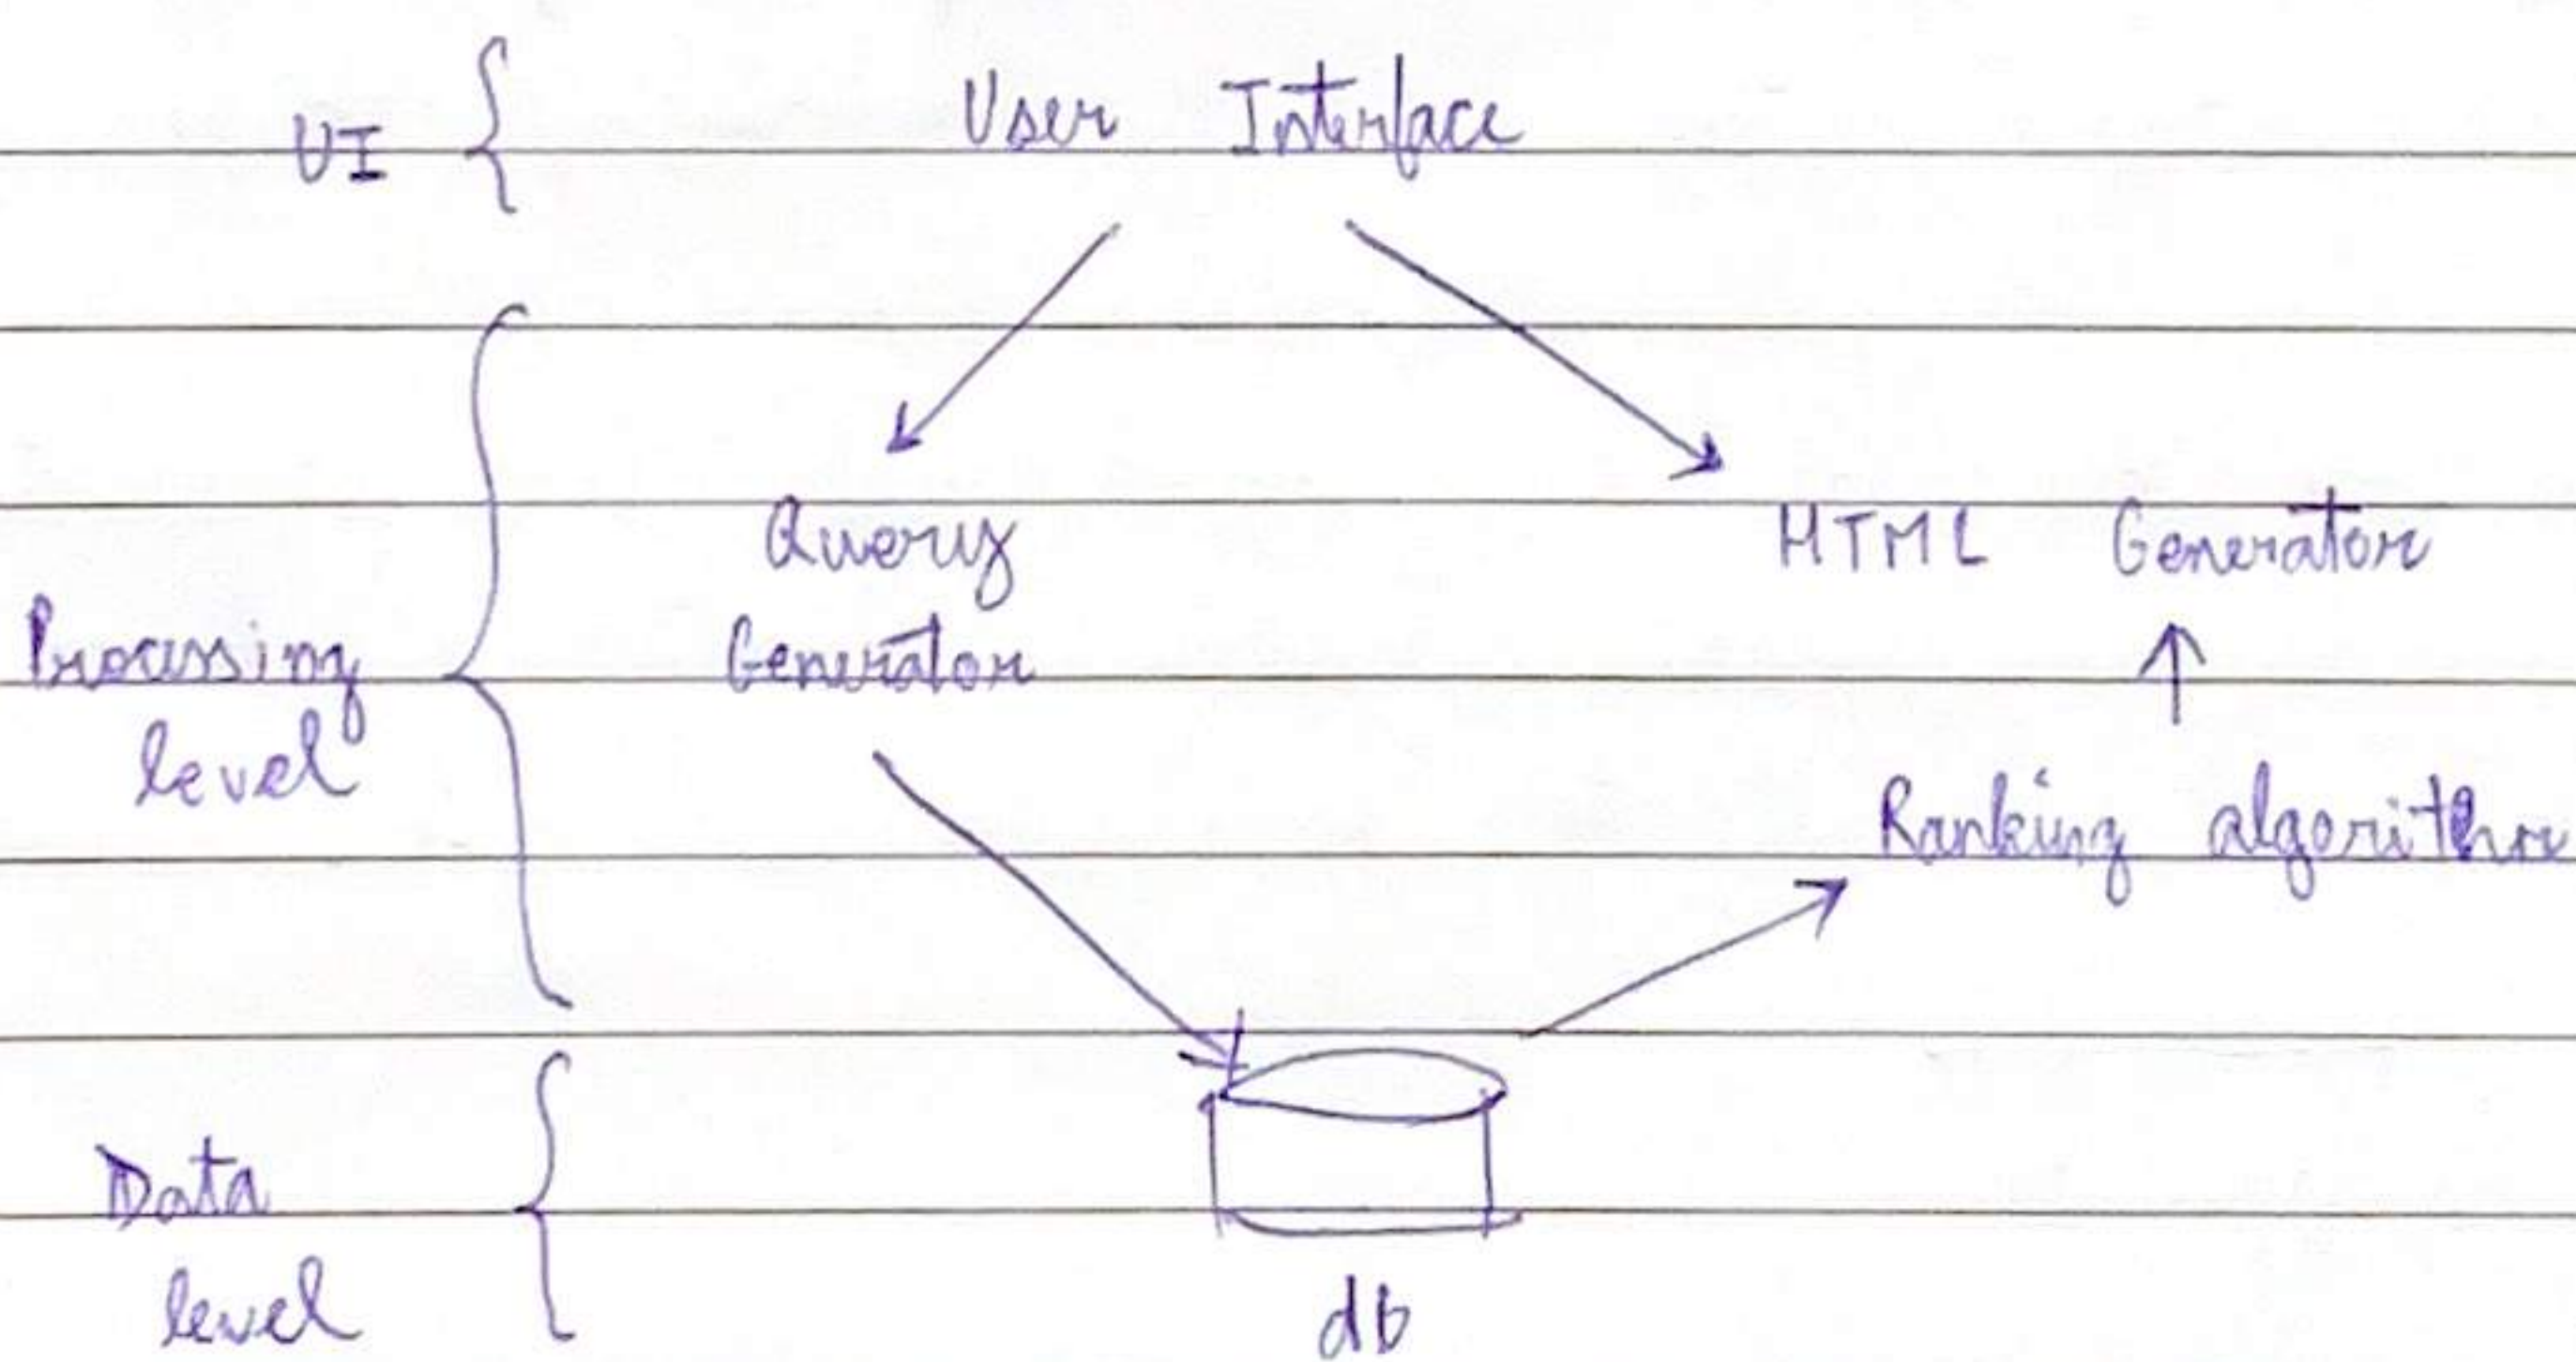 UI { User Interface
Query
Generator
HTML Generator
Processing
level
Ranking algorithm
Data
level
db